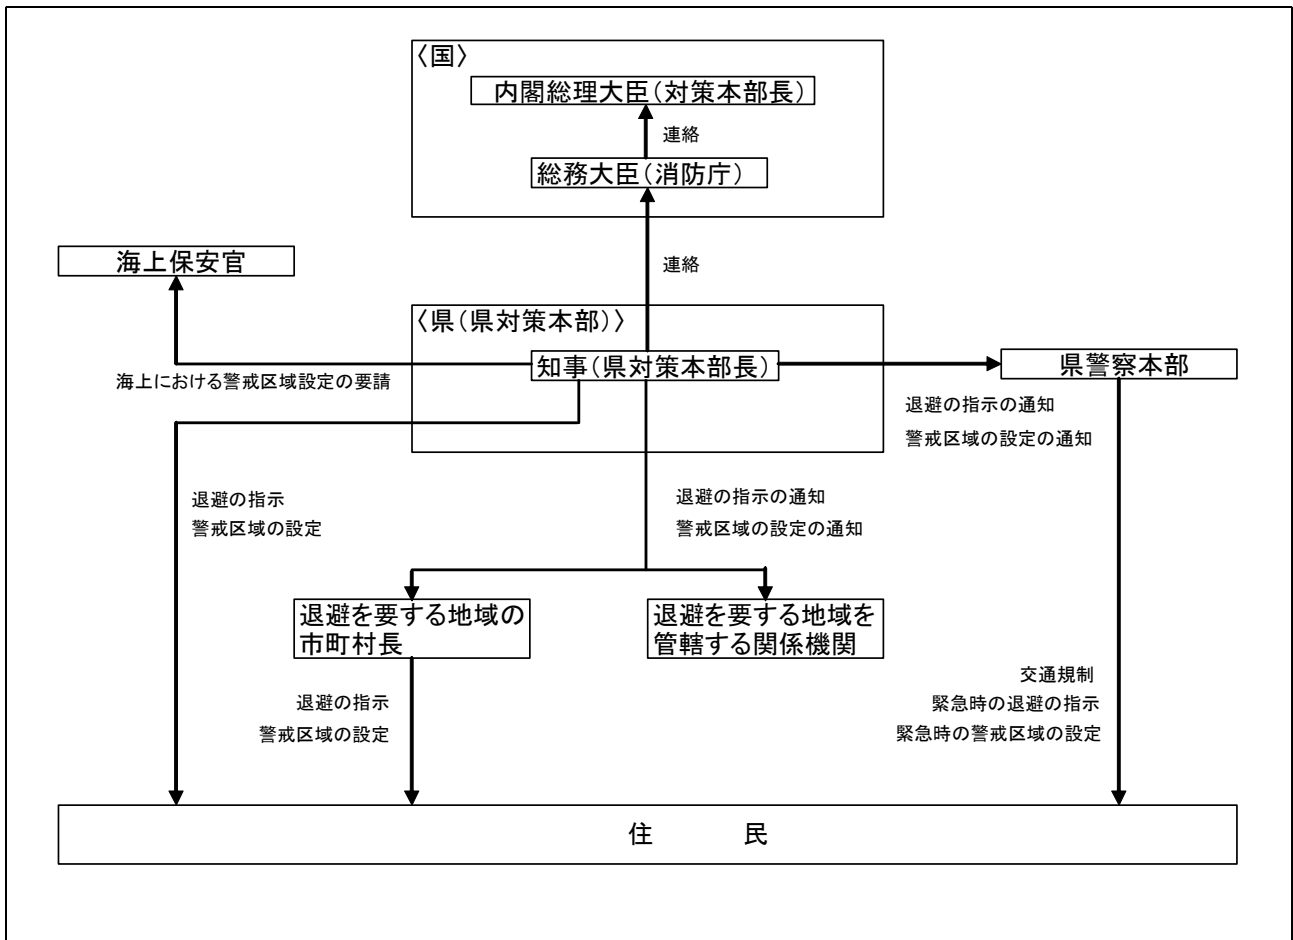 〈国〉
内閣総理大臣(対策本部長)
連絡
総務大臣(消防庁)
海上保安官
連絡
〈県(県対策本部)〉
知事(県対策本部長)
県警察本部
海上における警戒区域設定の要請
退避の指示の通知
警戒区域の設定の通知
退避の指示
警戒区域の設定
退避の指示の通知
警戒区域の設定の通知
退避を要する地域の
市町村長
退避を要する地域を
管轄する関係機関
退避の指示
警戒区域の設定
交通規制
緊急時の退避の指示
緊急時の警戒区域の設定
住　　民